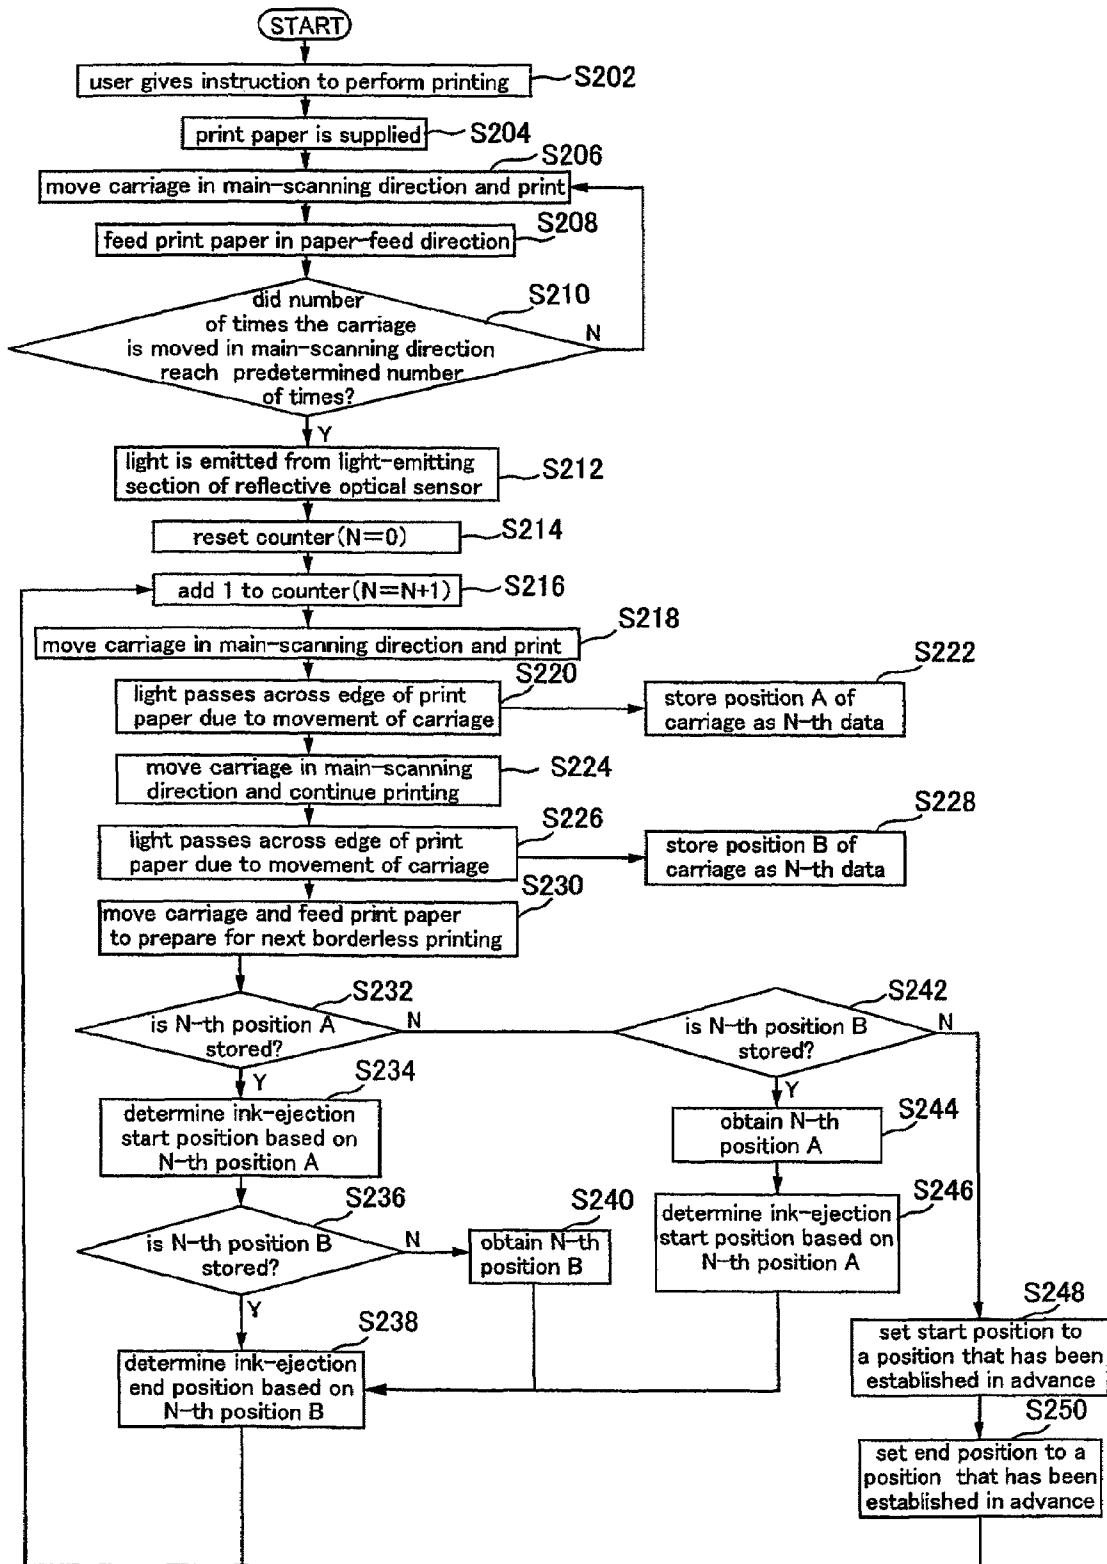 START
user gives instruction to perform printing
S202
print paper is supplied
S204
S206
move carriage in main-scanning direction and print
S208
feed print paper in paper-feed direction
S210
did number
of times the carriage
is moved in main-scanning direction
reach predetermined number
of times?
N
Y
light is emitted from light-emitting
section of reflective optical sensor
S212
reset counter(N=0)
S214
add 1 to counter(N=N+1)
S216
S218
move carriage in main-scanning direction and print
S220
light passes across edge of print
paper due to movement of carriage
S222
store position A of
carriage as N-th data
move carriage in main-scanning
direction and continue printing
S224
S226
light passes across edge of print
paper due to movement of carriage
S228
store position B of
carriage as N-th data
S230
move carriage and feed print paper
to prepare for next borderless printing
S232
is N-th position A
stored?
N
Y
S242
is N-th position B
stored?
N
Y
S234
determine ink-ejection
start position based on
N-th position A
S244
obtain N-th
position A
S236
is N-th position B
stored?
N
Y
S240
obtain N-th
position B
S246
determine ink-ejection
start position based on
N-th position A
S238
determine ink-ejection
end position based on
N-th position B
S248
set start position to
a position that has been
established in advance
S250
set end position to a
position that has been
established in advance